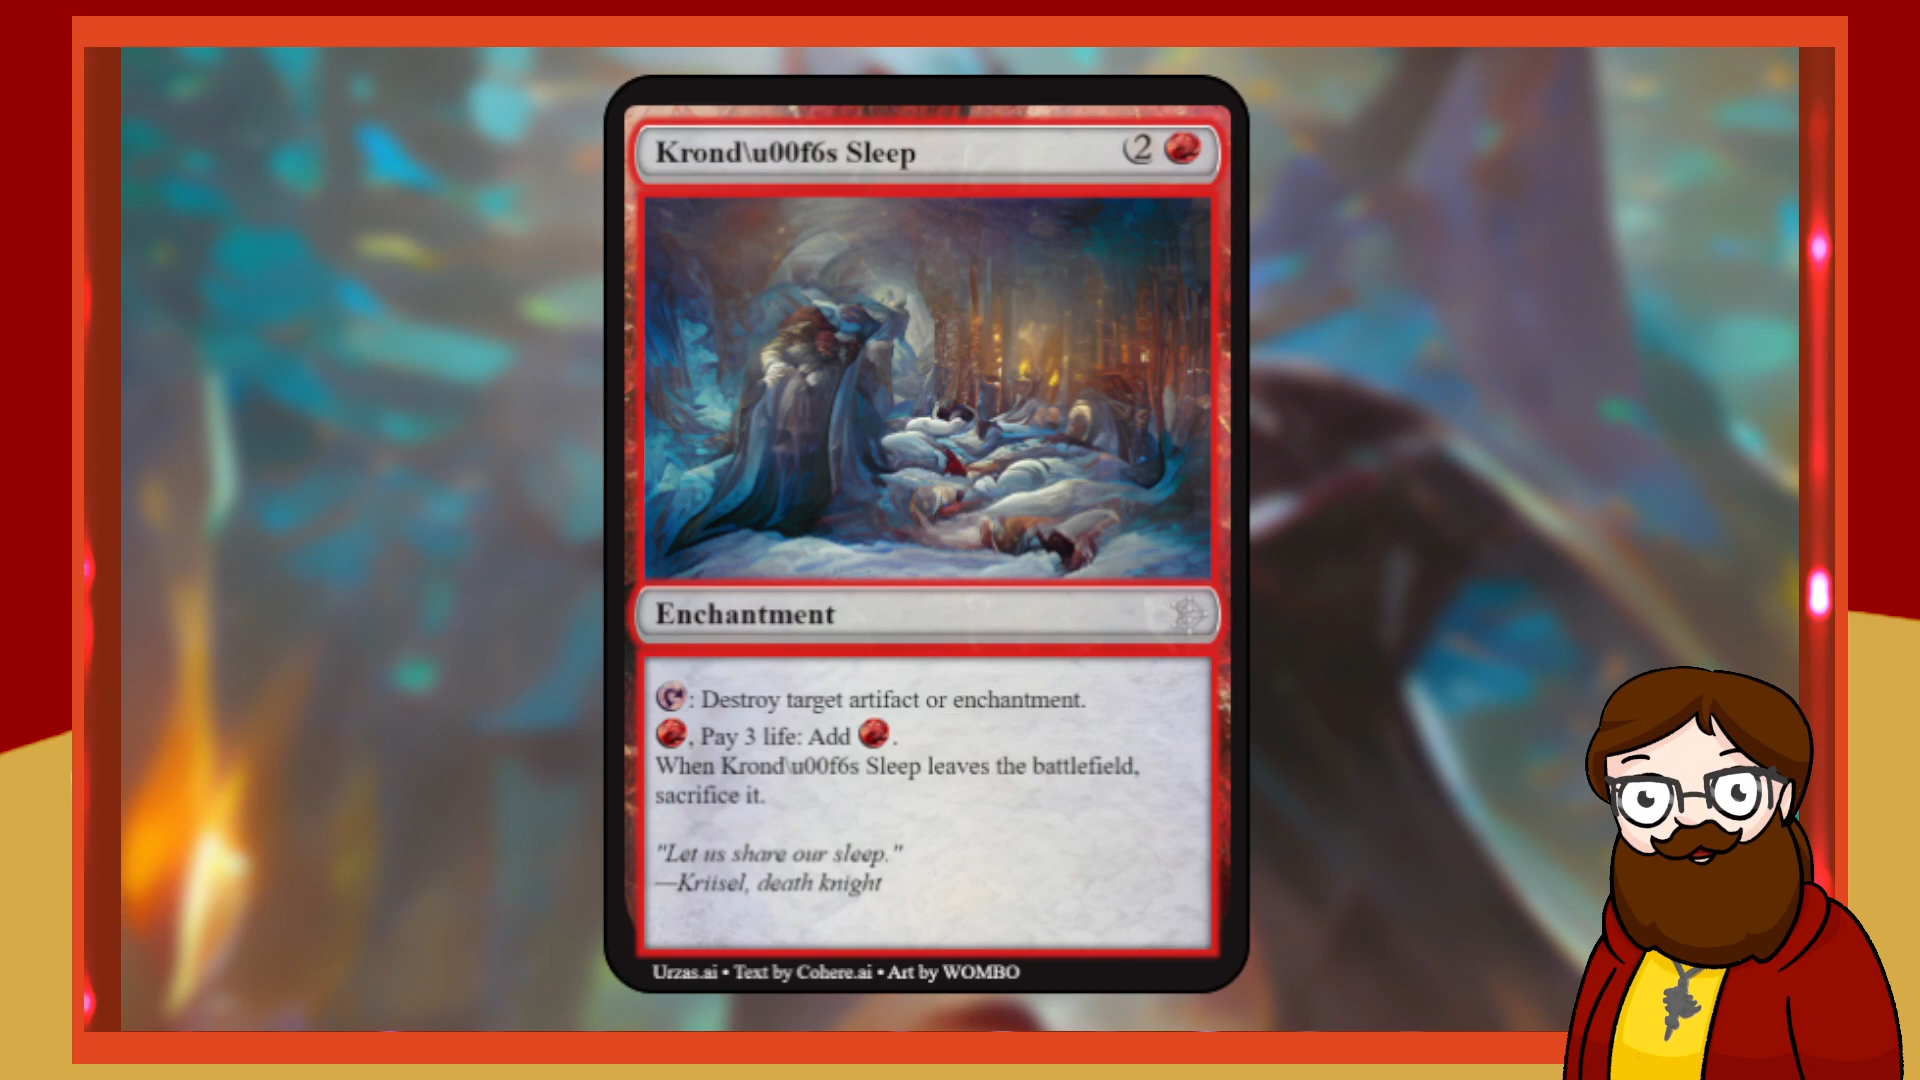 Krond\u00f6s Sleep 2
Enchantment
: Destroy target artifact or enchantment.
, Pay 3 life: Add .
When Krond\u00f6s Sleep leaves the battlefield,
sacrifice it.
"Let us share our sleep."
—Kriisel, death knight
Urzas.ai • Text by Cohere.ai • Art by WOMBO